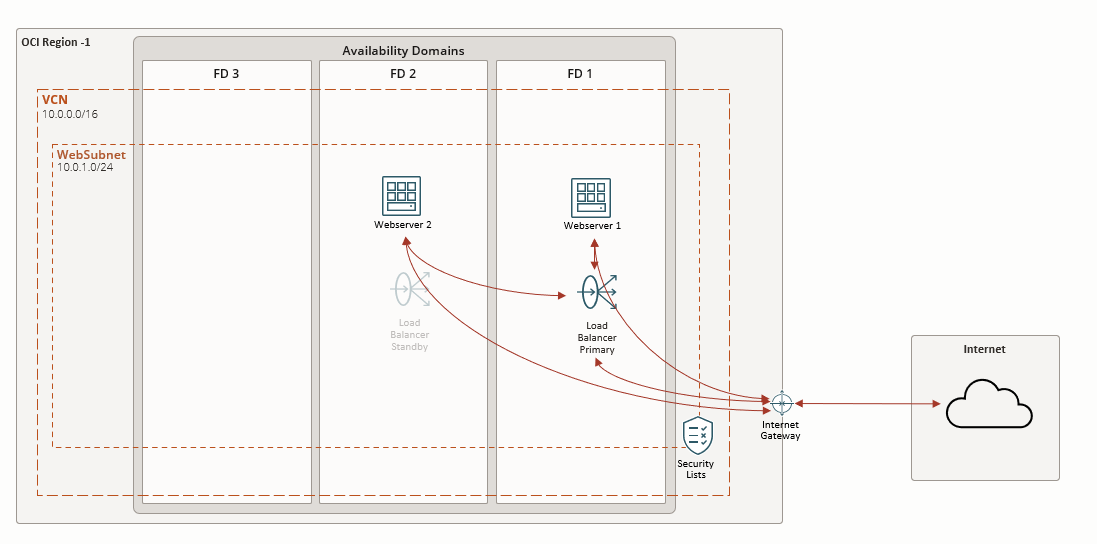 OCI Region -1
Availability Domains
FD 3
FD 2
FD 1
VCN
10.0.0.0/16
WebSubnet
10.0.1.0/24
Webserver 2
Webserver 1
Load
Balancer
Standby
Load
Balancer
Primary
Internet
Internet
Gateway
Security
Lists